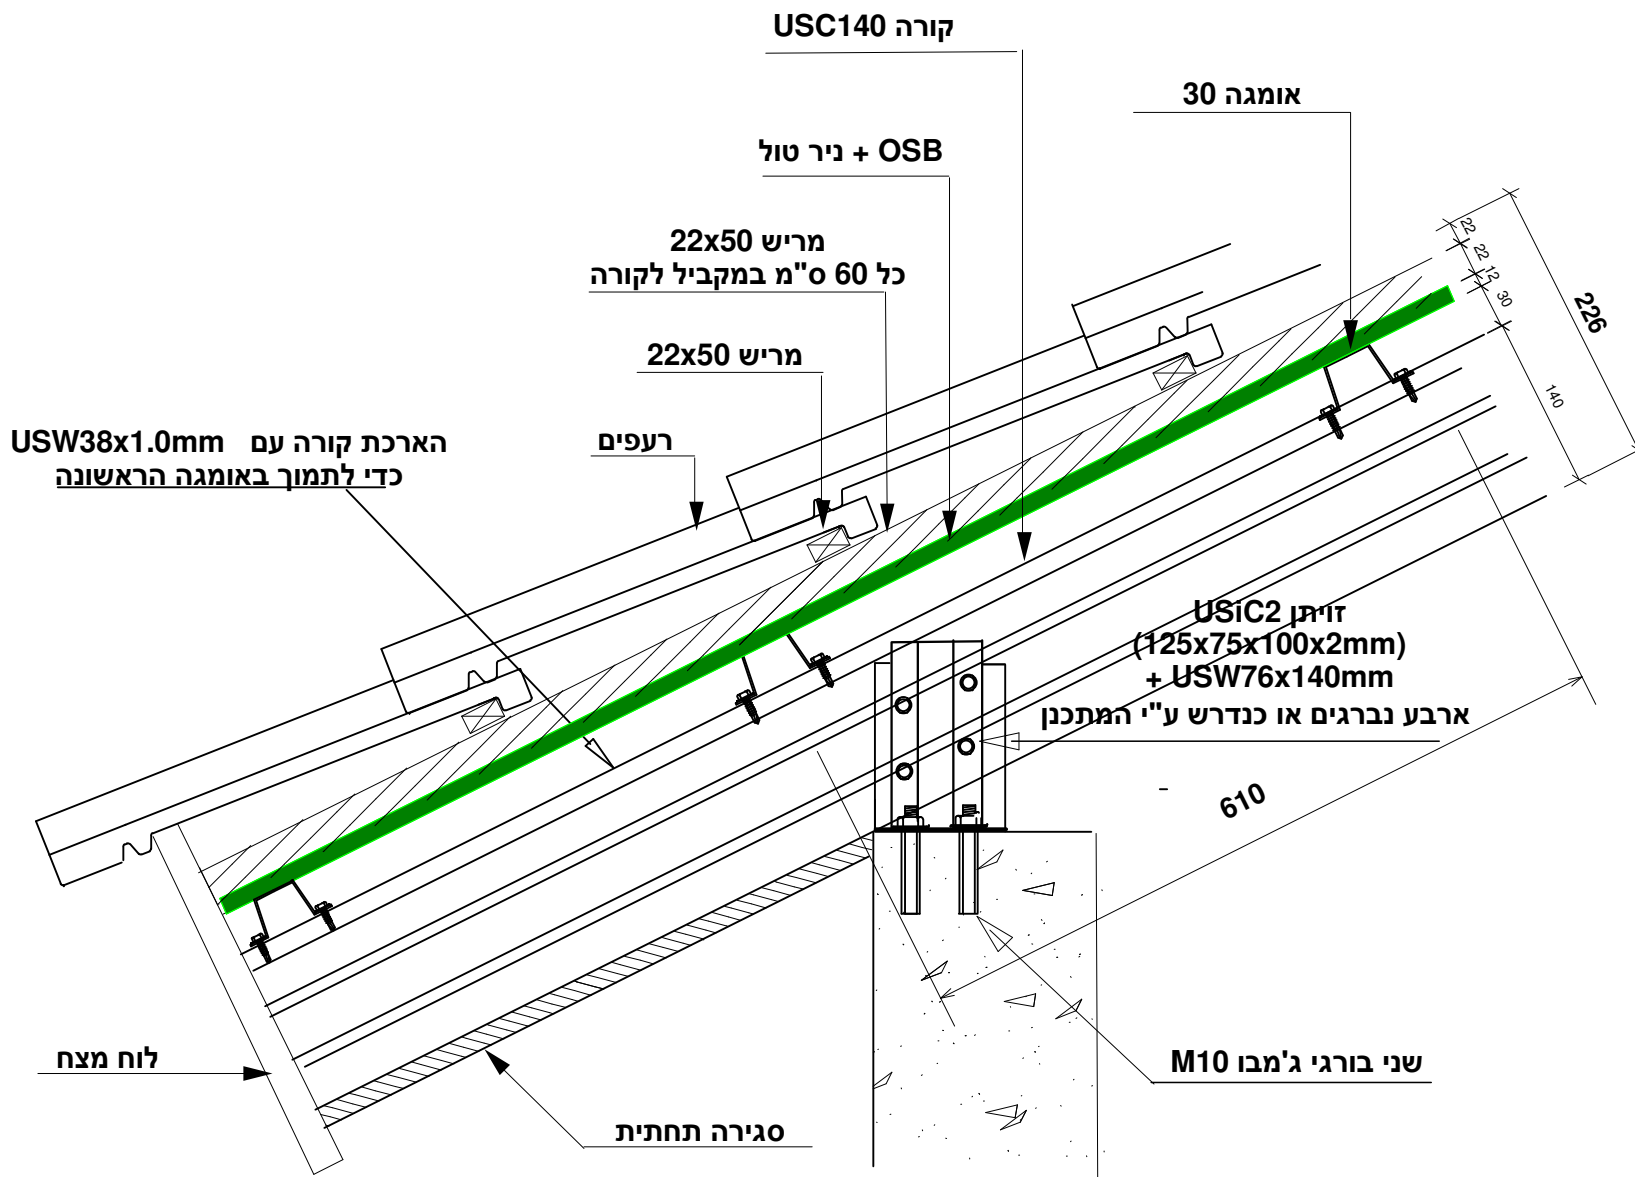 קורה USC140
אומגה 30
OSB + ניר טול
מריש 22x50
כל 60 ס"מ במקביל לקורה
מריש 22x50
רעפים
הארכת קורה עם USW38x1.0mm
כדי לתמוך באומגה הראשונה
22
22
12
30
140
226
זויתן USiC2
(125x75x100x2mm)
+ USW76x140mm
ארבע נברגים או כנדרש ע"י המתכנן
610
לוח מצח
סגירה תחתית
שני בורגי ג'מבו M10